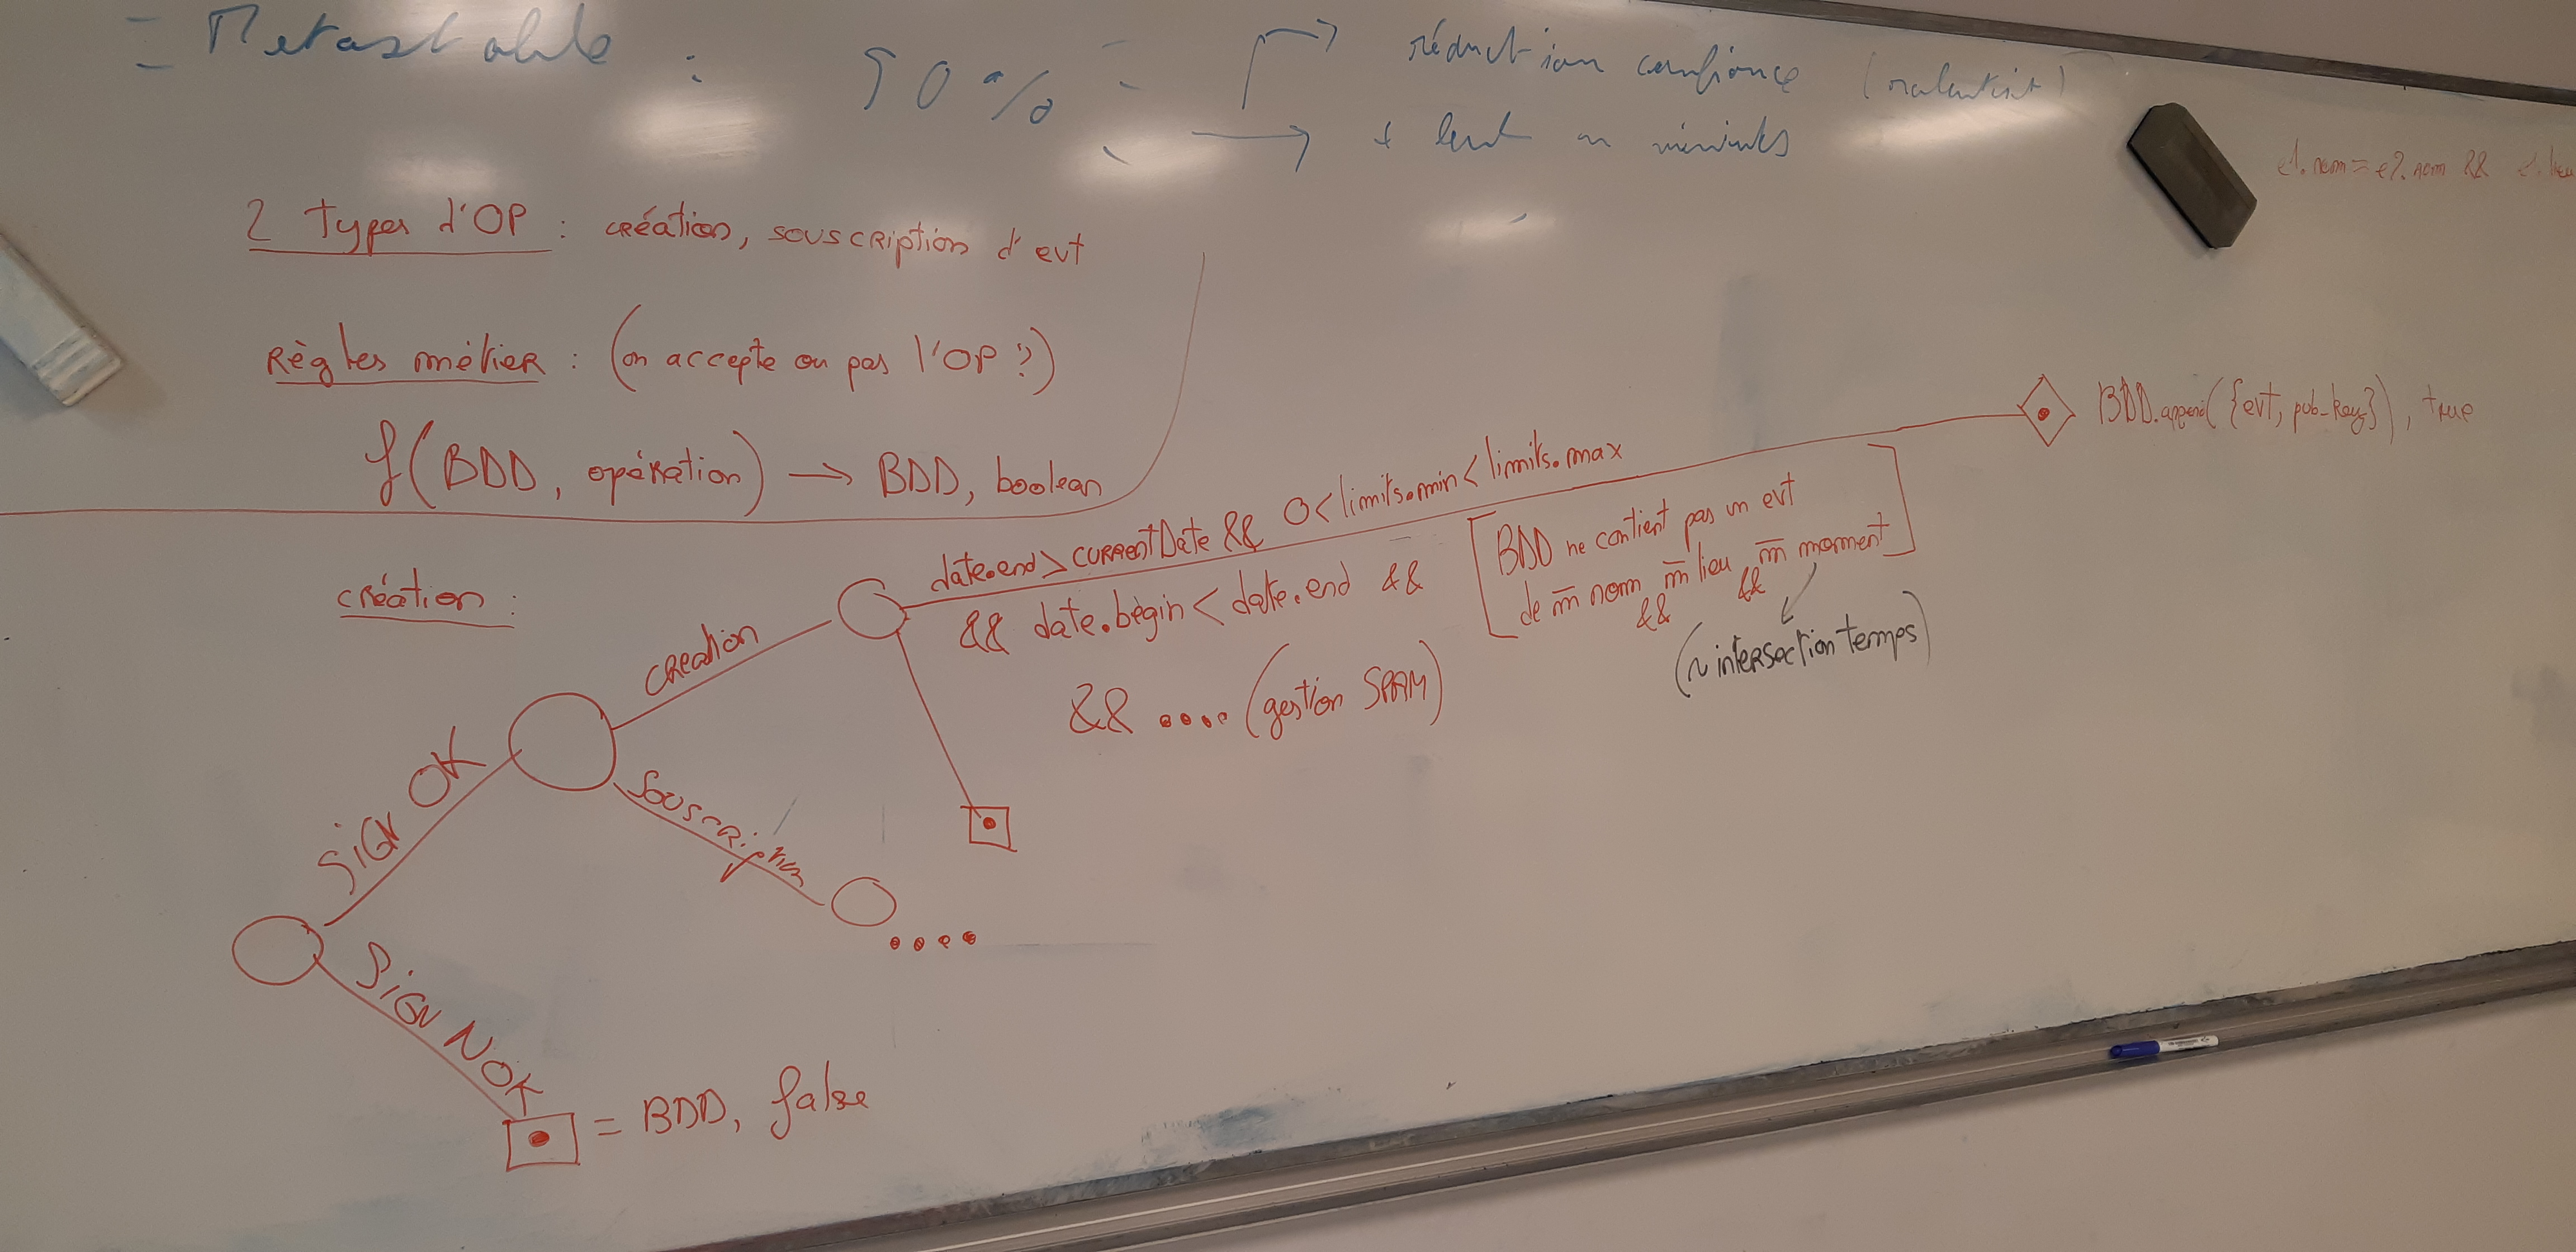 = Metastable : 50% -
réduction confiance (ralentit)
+ lent en minutes
e1.nom = e2.nom && e1.lieu
2 Types d'OP : création, souscription d'evt
Règles métier : (on accepte ou pas l'OP ?)
f(BDD, opération) → BDD, boolean
BDD.append({evt, pub-key}), true
création :
date.end > currentDate && 0 < limits.min < limits.max
&& date.begin < date.end &&
[BDD ne contient pas un evt
de m̄ nom && m̄ lieu && m̄ moment]
(~ intersection temps)
&& .... (gestion SPAM)
creation
SIGN OK
Souscription
....
SIGN NOK
= BDD, false